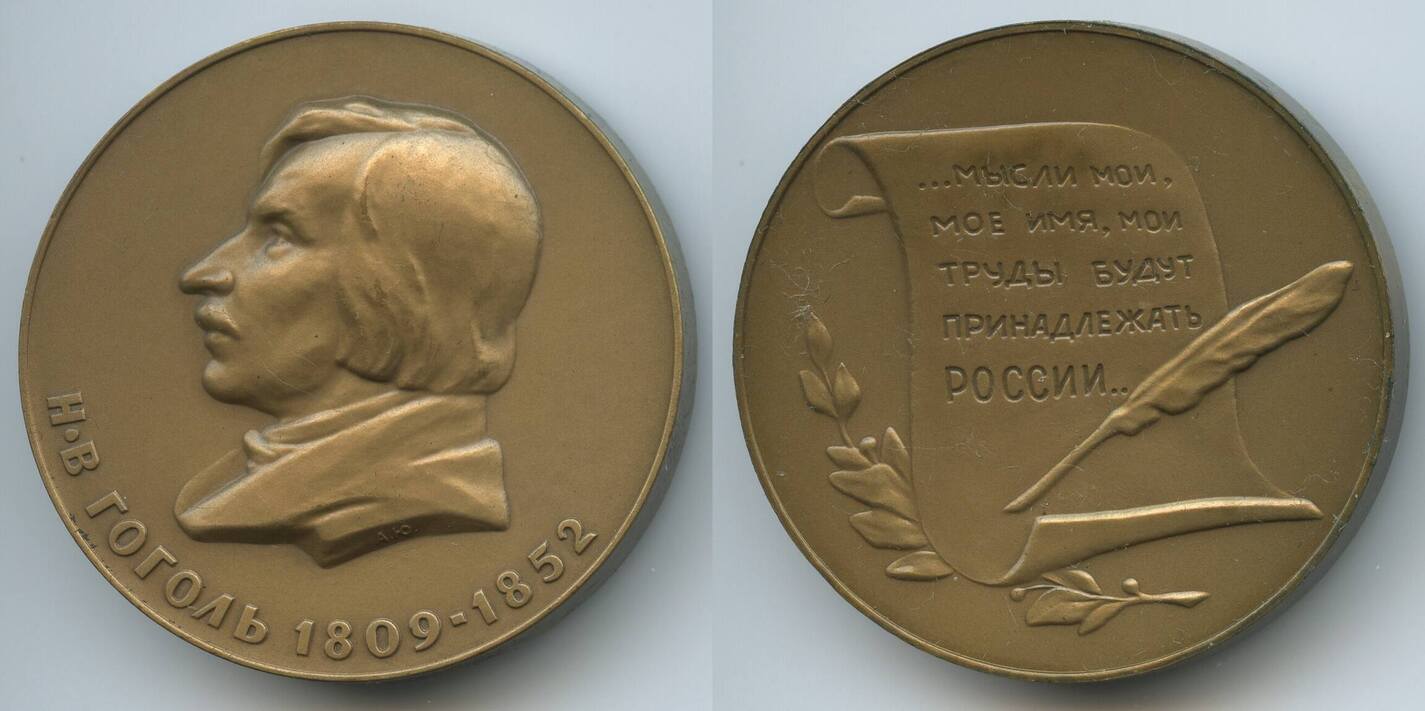 Н·В ГОГОЛЬ 1809-1852
А.Ю.
...МЫСЛИ МОИ,
МОЕ ИМЯ, МОИ
ТРУДЫ БУДУТ
ПРИНАДЛЕЖАТЬ
РОССИИ..